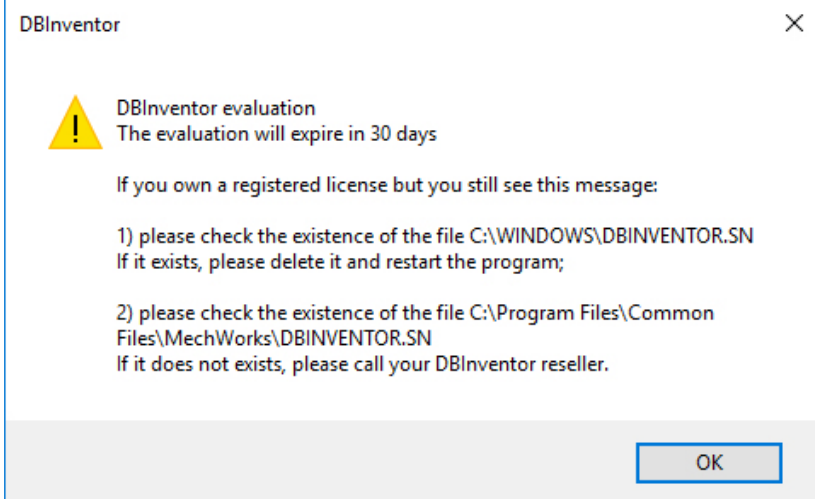 DBInventor
DBInventor evaluation
The evaluation will expire in 30 days
If you own a registered license but you still see this message:
1) please check the existence of the file C:\WINDOWS\DBINVENTOR.SN
If it exists, please delete it and restart the program;
2) please check the existence of the file C:\Program Files\Common
Files\MechWorks\DBINVENTOR.SN
If it does not exists, please call your DBInventor reseller.
OK